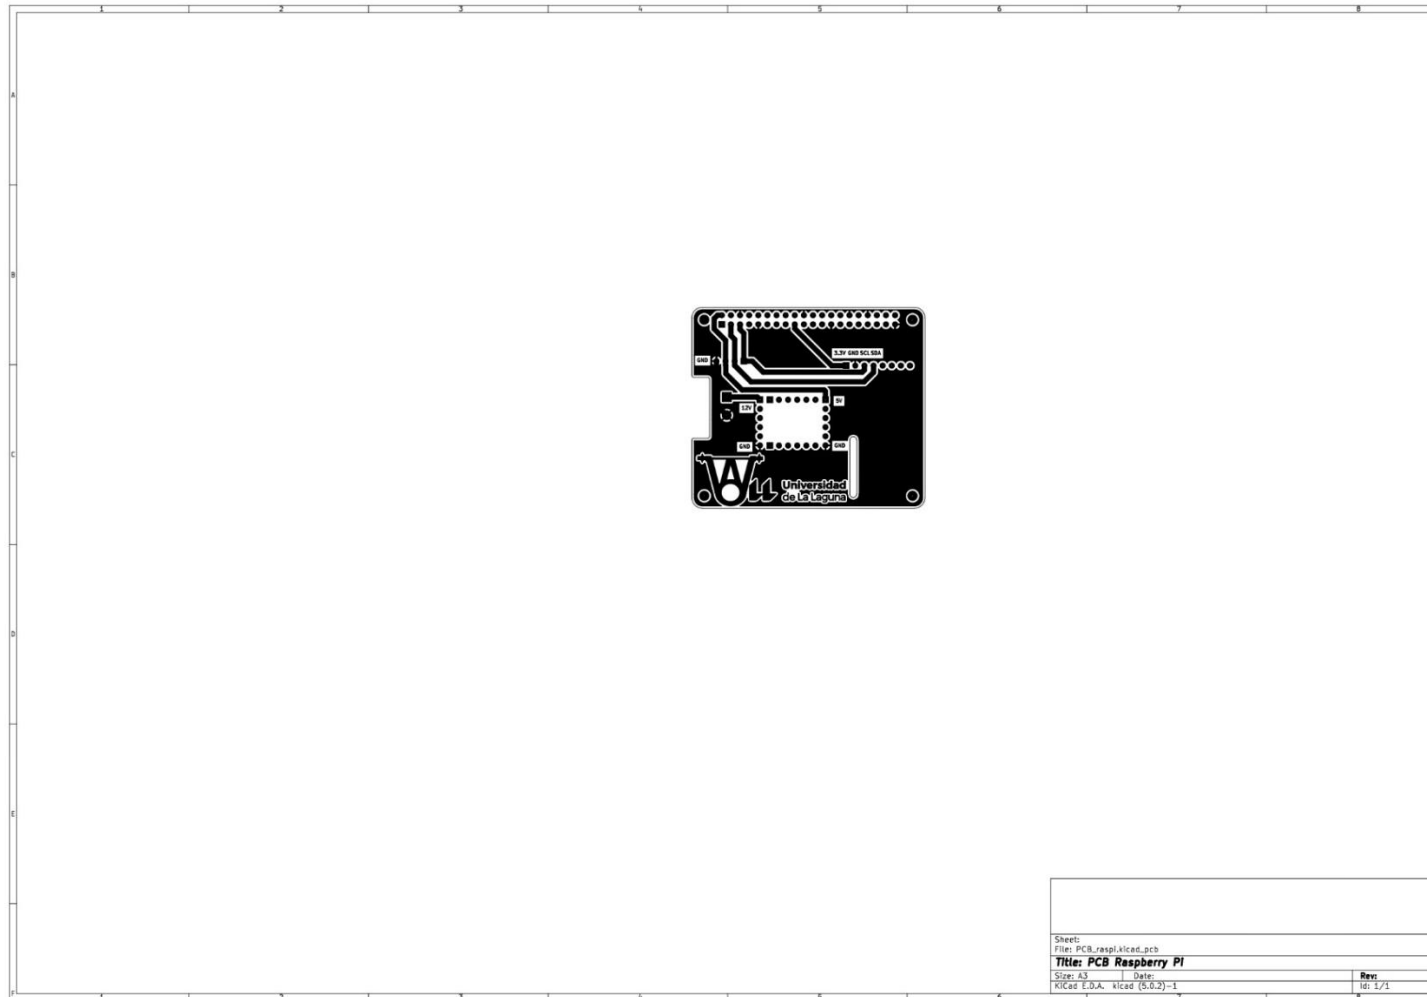 1 2 3 4 5 6 7 8
A
B
3.3V GND SCL SDA
GND
C
12V
5V
GND
GND
Universidad
de La Laguna
D
E
Sheet:
File: PCB_raspi.kicad_pcb
Title: PCB Raspberry Pi
Size: A3 Date: Rev:
KiCad E.D.A. kicad (5.0.2)-1 Id: 1/1
F